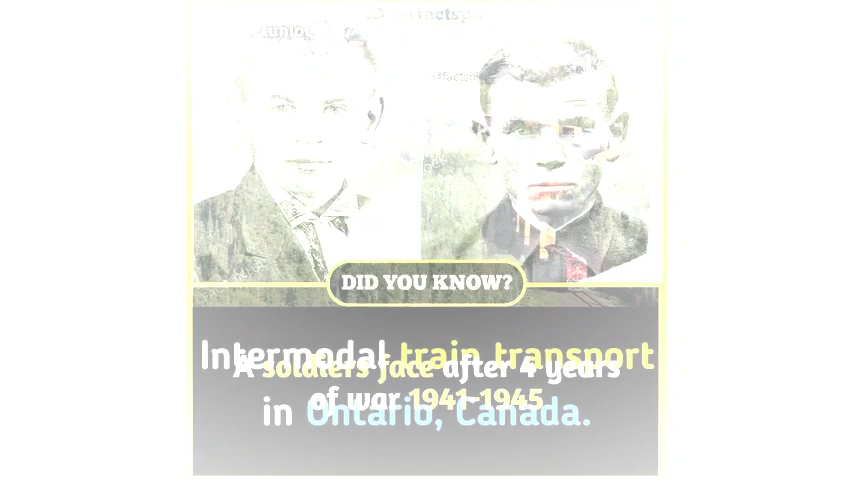 DID YOU KNOW?
Intermodal train transport
A soldiers face after 4 years
of war 1941-1945
in Ontario, Canada.